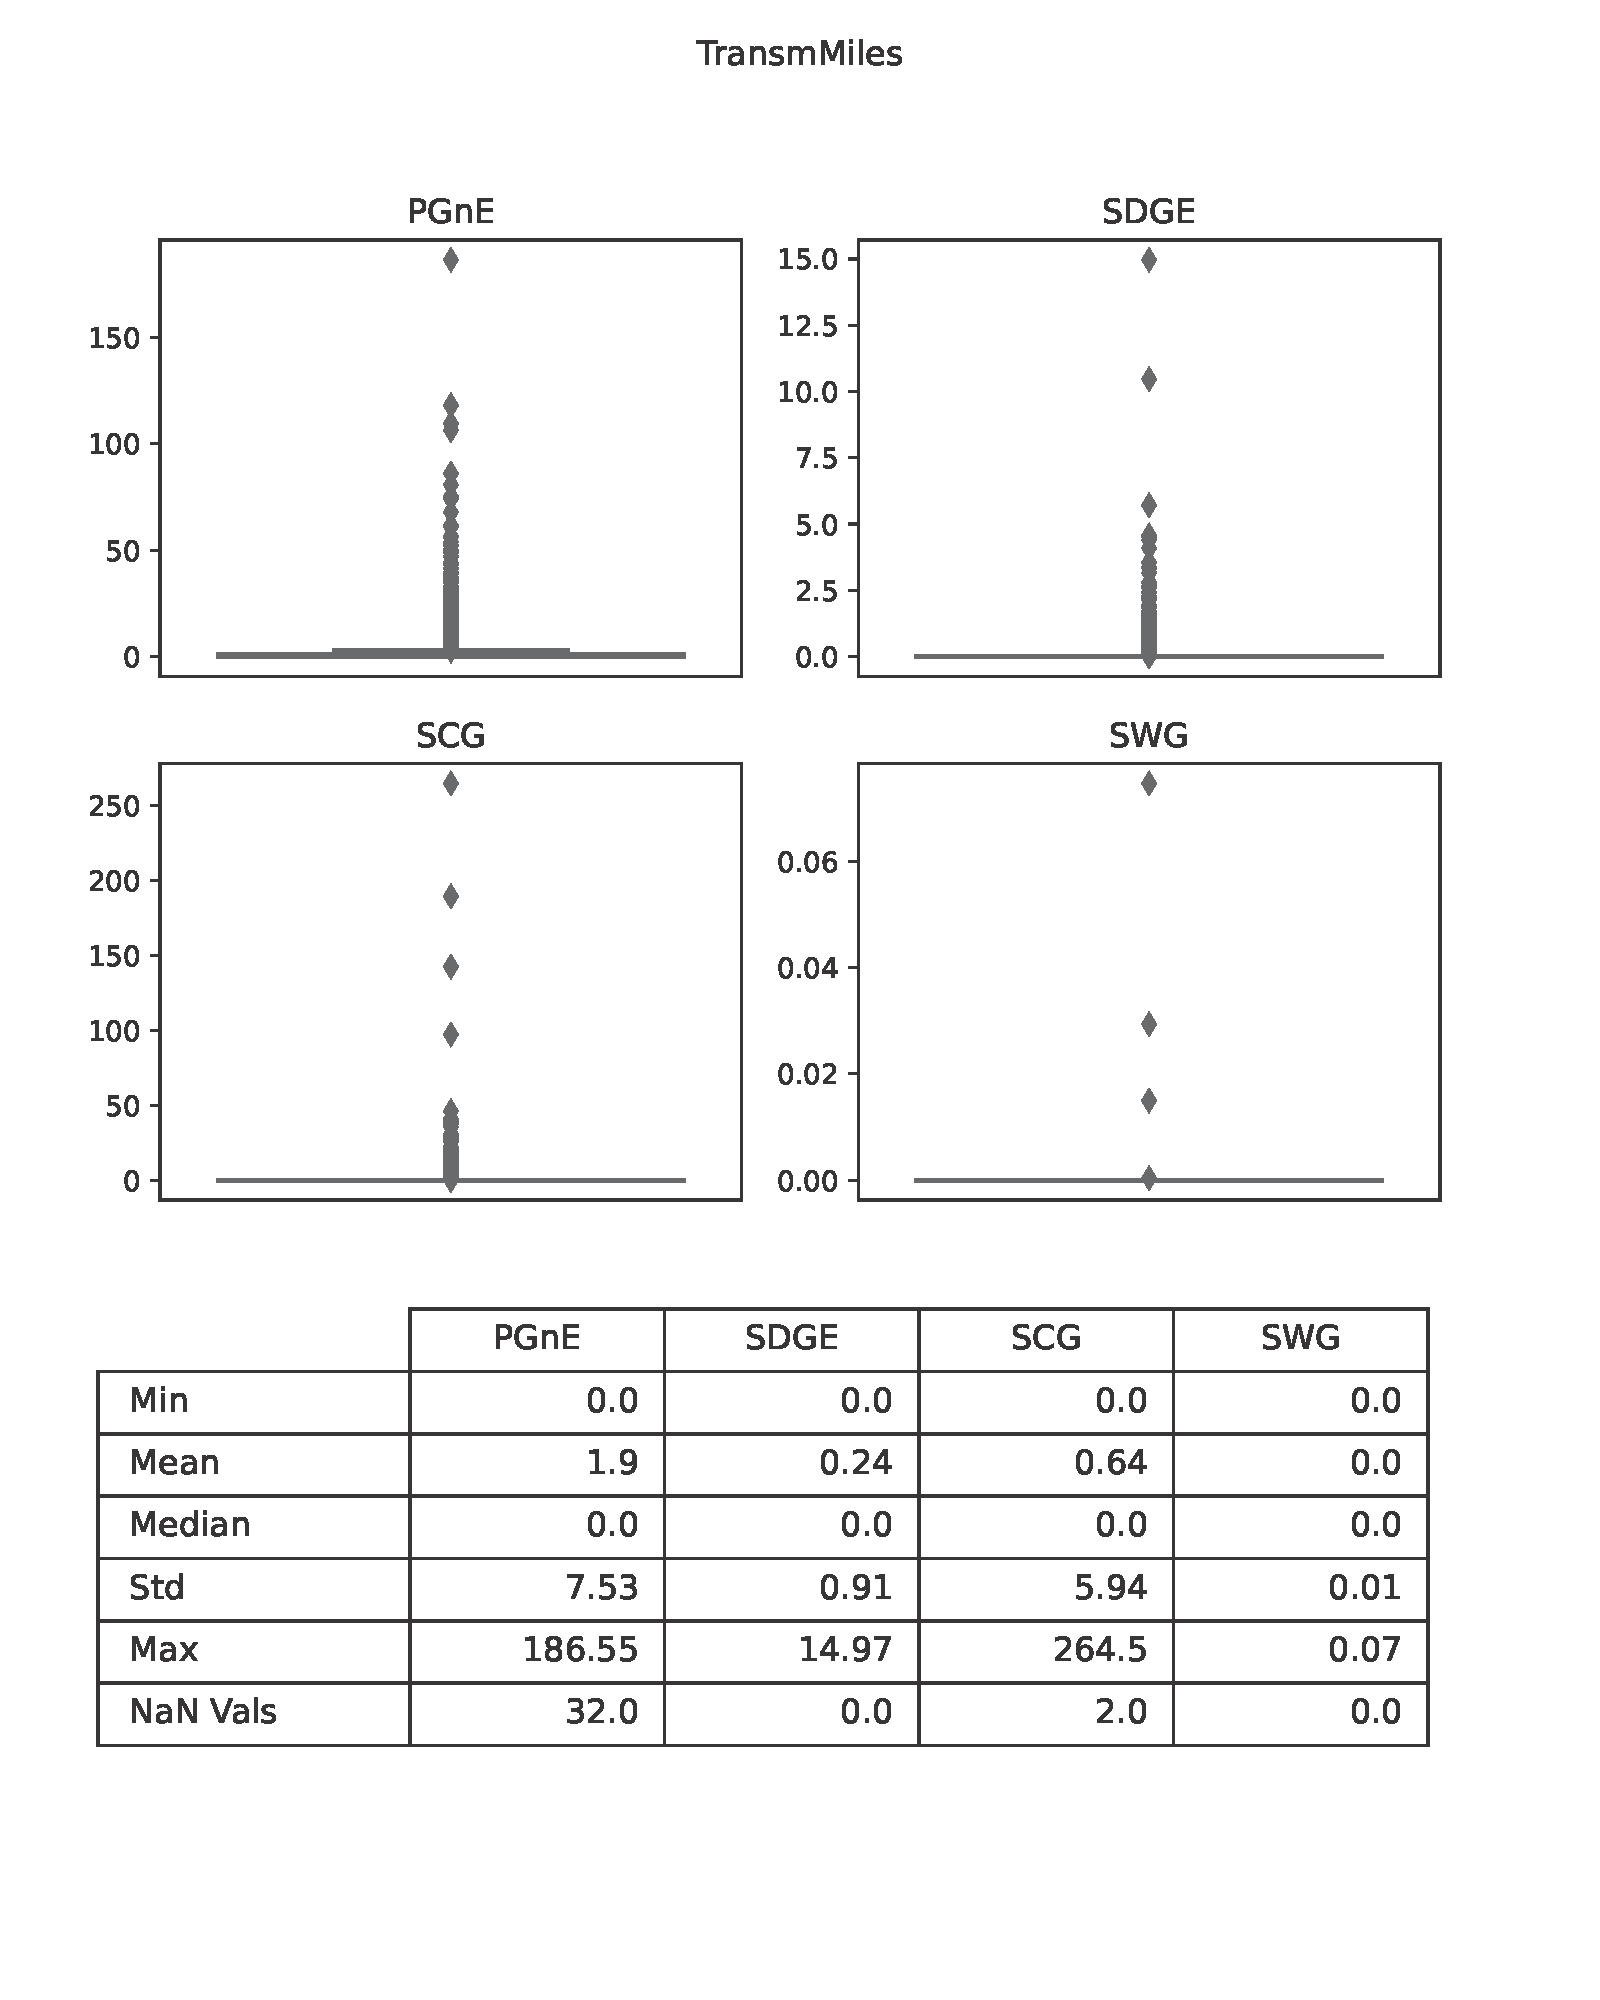 TransmMiles
PGnE
150
100
50
0
SDGE
15.0
12.5
10.0
7.5
5.0
2.5
0.0
SCG
250
200
150
100
50
0
SWG
0.06
0.04
0.02
0.00
PGnE SDGE SCG SWG
Min 0.0 0.0 0.0 0.0
Mean 1.9 0.24 0.64 0.0
Median 0.0 0.0 0.0 0.0
Std 7.53 0.91 5.94 0.01
Max 186.55 14.97 264.5 0.07
NaN Vals 32.0 0.0 2.0 0.0